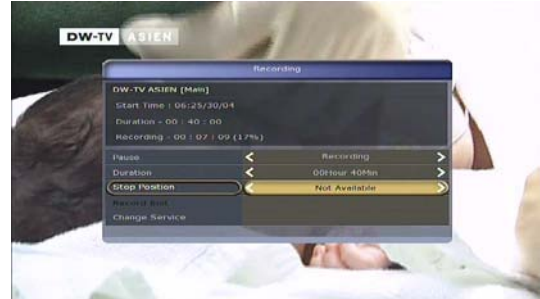 DW-TV ASIEN
Recording
DW-TV ASIEN [Main]
Start Time : 06:25/30/04
Duration - 00 : 40 : 00
Recording - 00 : 07 : 09 (17%)
Pause Recording
Duration 00Hour 40Min
Stop Position Not Available
Record List
Change Service